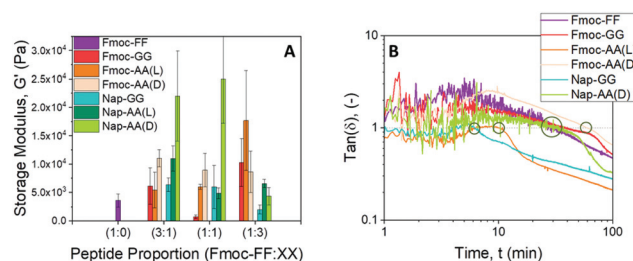 A
Storage Modulus, G' (Pa)
3.0x10⁴
2.5x10⁴
2.0x10⁴
1.5x10⁴
1.0x10⁴
5.0x10³
0.0
Fmoc-FF
Fmoc-GG
Fmoc-AA(L)
Fmoc-AA(D)
Nap-GG
Nap-AA(L)
Nap-AA(D)
(1:0) (3:1) (1:1) (1:3)
Peptide Proportion (Fmoc-FF:XX)
B
Tan(δ), (-)
10
1
0.1
Fmoc-FF
Fmoc-GG
Fmoc-AA(L)
Fmoc-AA(D)
Nap-GG
Nap-AA(D)
1 10 100
Time, t (min)